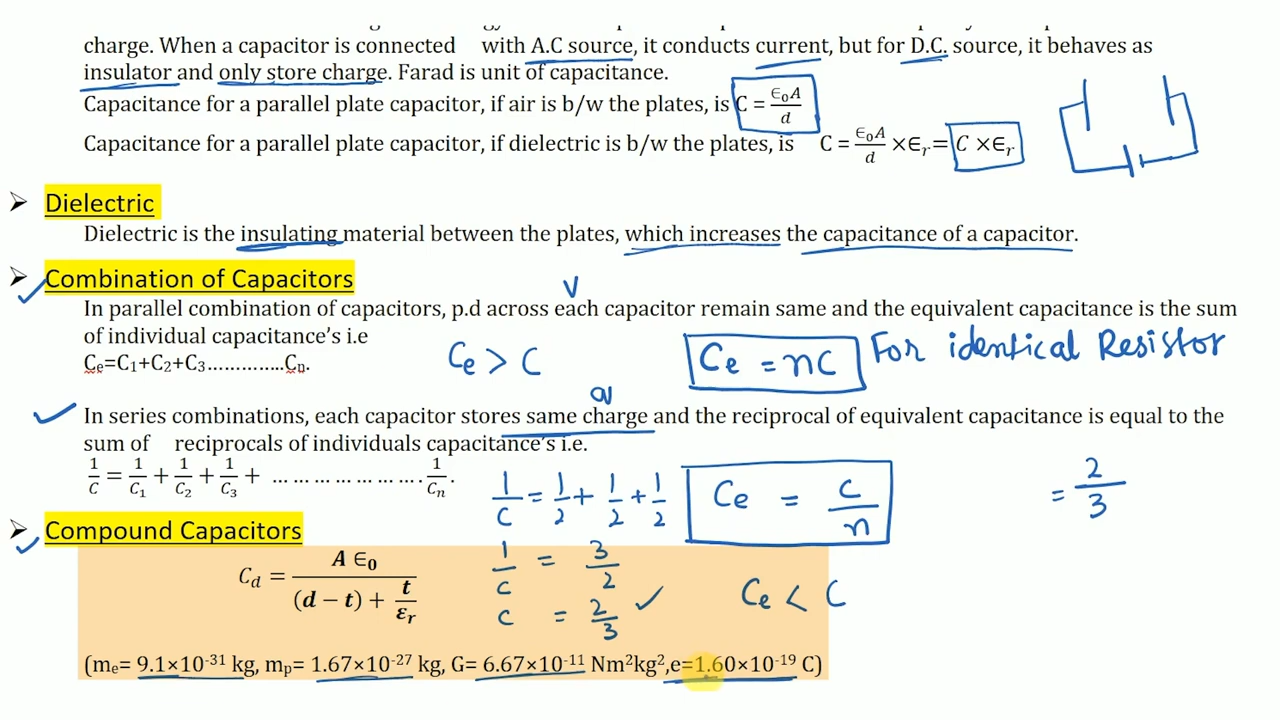 charge. When a capacitor is connected with A.C source, it conducts current, but for D.C. source, it behaves as
insulator and only store charge. Farad is unit of capacitance.
Capacitance for a parallel plate capacitor, if air is b/w the plates, is C = ∈₀A/d
Capacitance for a parallel plate capacitor, if dielectric is b/w the plates, is C = ∈₀A/d ×∈ᵣ= C ×∈ᵣ
➢ Dielectric
Dielectric is the insulating material between the plates, which increases the capacitance of a capacitor.
➢ Combination of Capacitors
V
In parallel combination of capacitors, p.d across each capacitor remain same and the equivalent capacitance is the sum
of individual capacitance's i.e
Cₑ=C₁+C₂+C₃……………Cₙ.
Ce > C
Ce = nC For identical Resistor
In series combinations, each capacitor stores same charge and the reciprocal of equivalent capacitance is equal to the
sum of reciprocals of individuals capacitance's i.e.
1/C = 1/C₁ + 1/C₂ + 1/C₃ + … … … … … … … . 1/Cₙ.
1/C = 1/2 + 1/2 + 1/2
Ce = C/n
= 2/3
➢ Compound Capacitors
1/C = 3/2
C_d = A ∈₀ / ((d − t) + t/εᵣ)
C = 2/3 ✓
Ce < C
(mₑ= 9.1×10⁻³¹ kg, mₚ= 1.67×10⁻²⁷ kg, G= 6.67×10⁻¹¹ Nm²kg²,e=1.60×10⁻¹⁹ C)